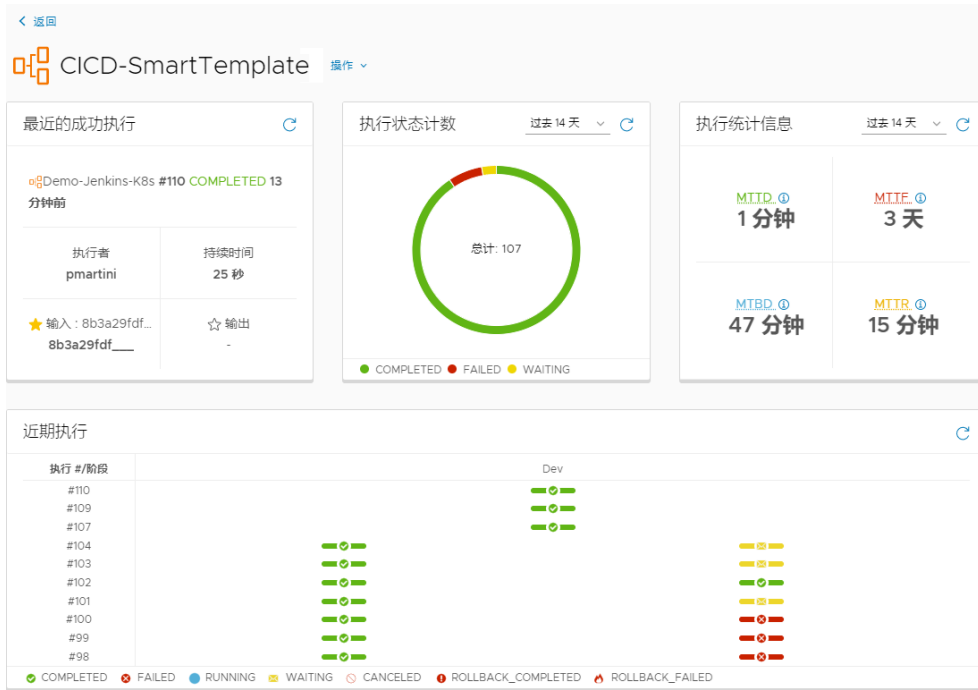 返回
CICD-SmartTemplate 操作
最近的成功执行
Demo-Jenkins-K8s #110 COMPLETED 13
分钟前
执行者 持续时间
pmartini 25 秒
输入 : 8b3a29fdf... 输出
8b3a29fdf___ -
执行状态计数 过去 14 天
总计: 107
COMPLETED FAILED WAITING
执行统计信息 过去 14 天
MTTD MTTF
1 分钟 3 天
MTBD MTTR
47 分钟 15 分钟
近期执行
执行 #/阶段 Dev
#110
#109
#107
#104
#103
#102
#101
#100
#99
#98
COMPLETED FAILED RUNNING WAITING CANCELED ROLLBACK_COMPLETED ROLLBACK_FAILED